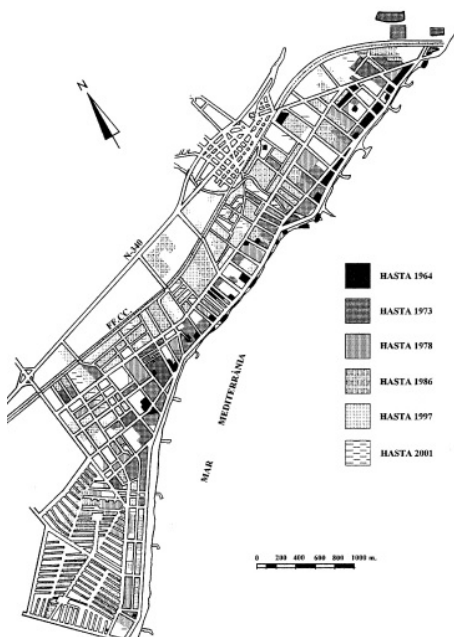 N
N-340
FF.CC.
MAR MEDITERRÀNIA
HASTA 1964
HASTA 1973
HASTA 1978
HASTA 1986
HASTA 1997
HASTA 2001
0 200 400 600 800 1000 m.